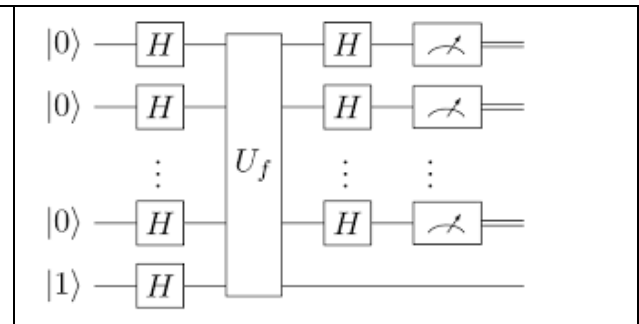 |0⟩ H H
|0⟩ H H
⋮ U_f ⋮ ⋮
|0⟩ H H
|1⟩ H